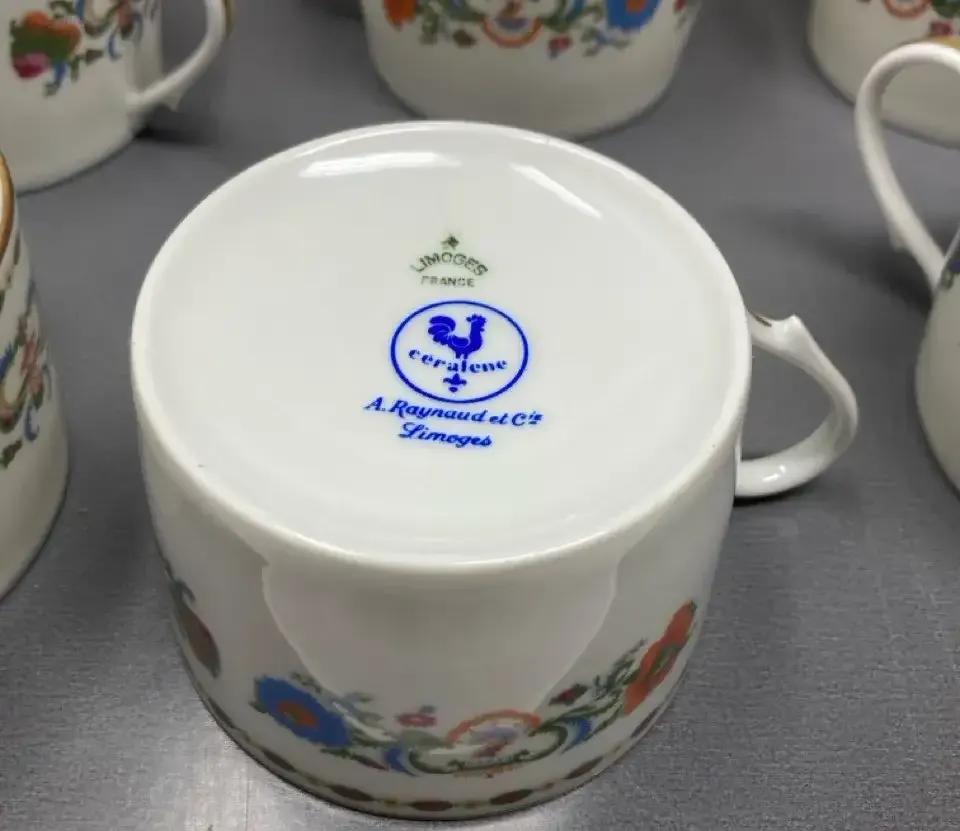 LIMOGES
FRANCE
ceralene
A. Raynaud et Cie
Limoges